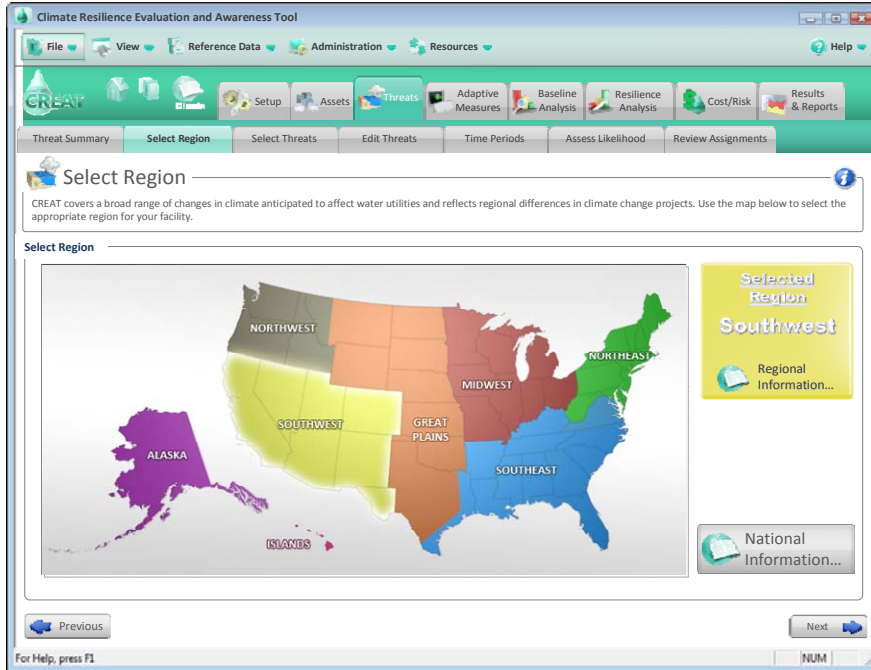 Climate Resilience Evaluation and Awareness Tool
File View Reference Data Administration Resources Help
CREAT
Setup Assets Threats Adaptive Measures Baseline Analysis Resilience Analysis Cost/Risk Results & Reports
Threat Summary Select Region Select Threats Edit Threats Time Periods Assess Likelihood Review Assignments
Select Region
CREAT covers a broad range of changes in climate anticipated to affect water utilities and reflects regional differences in climate change projects. Use the map below to select the
appropriate region for your facility.
Select Region
NORTHWEST
NORTHEAST
MIDWEST
SOUTHWEST
GREAT
PLAINS
ALASKA
SOUTHEAST
ISLANDS
Selected
Region
Southwest
Regional
Information...
National
Information...
Previous
Next
For Help, press F1
NUM